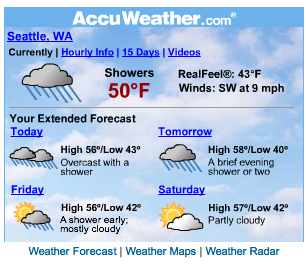 AccuWeather.com®
Seattle, WA
Currently | Hourly Info | 15 Days | Videos
Showers
50°F
RealFeel®: 43°F
Winds: SW at 9 mph
Your Extended Forecast
Today
High 56°/Low 43°
Overcast with a
shower
Tomorrow
High 58°/Low 40°
A brief evening
shower or two
Friday
High 56°/Low 42°
A shower early;
mostly cloudy
Saturday
High 57°/Low 42°
Partly cloudy
Weather Forecast | Weather Maps | Weather Radar